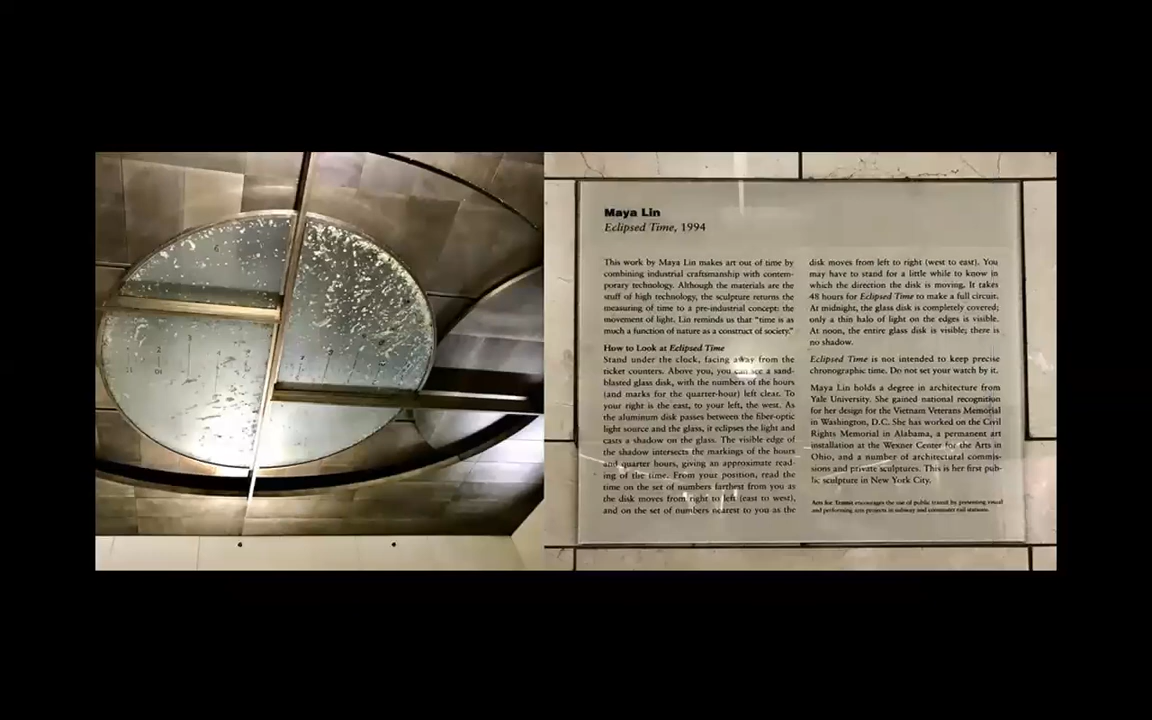 Maya Lin
Eclipsed Time, 1994
This work by Maya Lin makes art out of time by
combining industrial craftsmanship with contem-
porary technology. Although the materials are the
stuff of high technology, the sculpture returns the
measuring of time to a pre-industrial concept: the
movement of light. Lin reminds us that "time is as
much a function of nature as a construct of society."
How to Look at Eclipsed Time
Stand under the clock, facing away from the
ticket counters. Above you, you can see a sand-
blasted glass disk, with the numbers of the hours
(and marks for the quarter-hour) left clear. To
your right is the east, to your left, the west. As
the aluminum disk passes between the fiber-optic
light source and the glass, it eclipses the light and
casts a shadow on the glass. The visible edge of
the shadow intersects the markings of the hours
and quarter hours, giving an approximate read-
ing of the time. From your position, read the
time on the set of numbers farthest from you as
the disk moves from right to left (east to west),
and on the set of numbers nearest to you as the
disk moves from left to right (west to east). You
may have to stand for a little while to know in
which the direction the disk is moving. It takes
48 hours for Eclipsed Time to make a full circuit.
At midnight, the glass disk is completely covered;
only a thin halo of light on the edges is visible.
At noon, the entire glass disk is visible; there is
no shadow.
Eclipsed Time is not intended to keep precise
chronographic time. Do not set your watch by it.
Maya Lin holds a degree in architecture from
Yale University. She gained national recognition
for her design for the Vietnam Veterans Memorial
in Washington, D.C. She has worked on the Civil
Rights Memorial in Alabama, a permanent art
installation at the Wexner Center for the Arts in
Ohio, and a number of architectural commis-
sions and private sculptures. This is her first pub-
lic sculpture in New York City.
Arts for Transit encourages the use of public transit by presenting visual
and performing arts projects in subway and commuter rail stations.